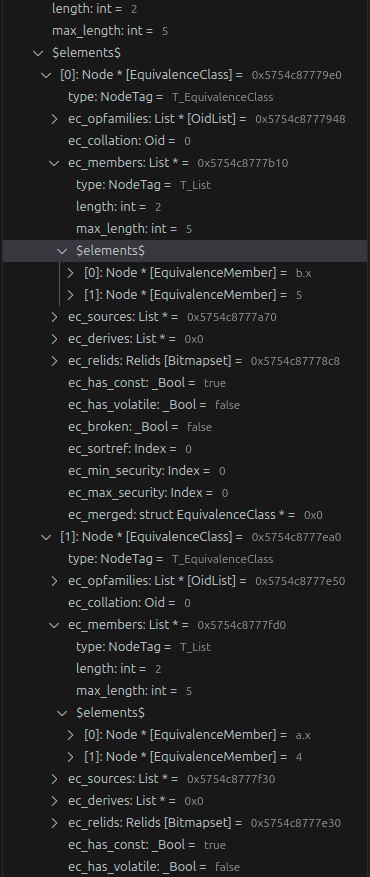 length: int = 2
max_length: int = 5
$elements$
[0]: Node * [EquivalenceClass] = 0x5754c87779e0
type: NodeTag = T_EquivalenceClass
ec_opfamilies: List * [OidList] = 0x5754c8777948
ec_collation: Oid = 0
ec_members: List * = 0x5754c8777b10
type: NodeTag = T_List
length: int = 2
max_length: int = 5
$elements$
[0]: Node * [EquivalenceMember] = b.x
[1]: Node * [EquivalenceMember] = 5
ec_sources: List * = 0x5754c8777a70
ec_derives: List * = 0x0
ec_relids: Relids [Bitmapset] = 0x5754c87778c8
ec_has_const: _Bool = true
ec_has_volatile: _Bool = false
ec_broken: _Bool = false
ec_sortref: Index = 0
ec_min_security: Index = 0
ec_max_security: Index = 0
ec_merged: struct EquivalenceClass * = 0x0
[1]: Node * [EquivalenceClass] = 0x5754c8777ea0
type: NodeTag = T_EquivalenceClass
ec_opfamilies: List * [OidList] = 0x5754c8777e50
ec_collation: Oid = 0
ec_members: List * = 0x5754c8777fd0
type: NodeTag = T_List
length: int = 2
max_length: int = 5
$elements$
[0]: Node * [EquivalenceMember] = a.x
[1]: Node * [EquivalenceMember] = 4
ec_sources: List * = 0x5754c8777f30
ec_derives: List * = 0x0
ec_relids: Relids [Bitmapset] = 0x5754c8777e30
ec_has_const: _Bool = true
ec_has_volatile: _Bool = false